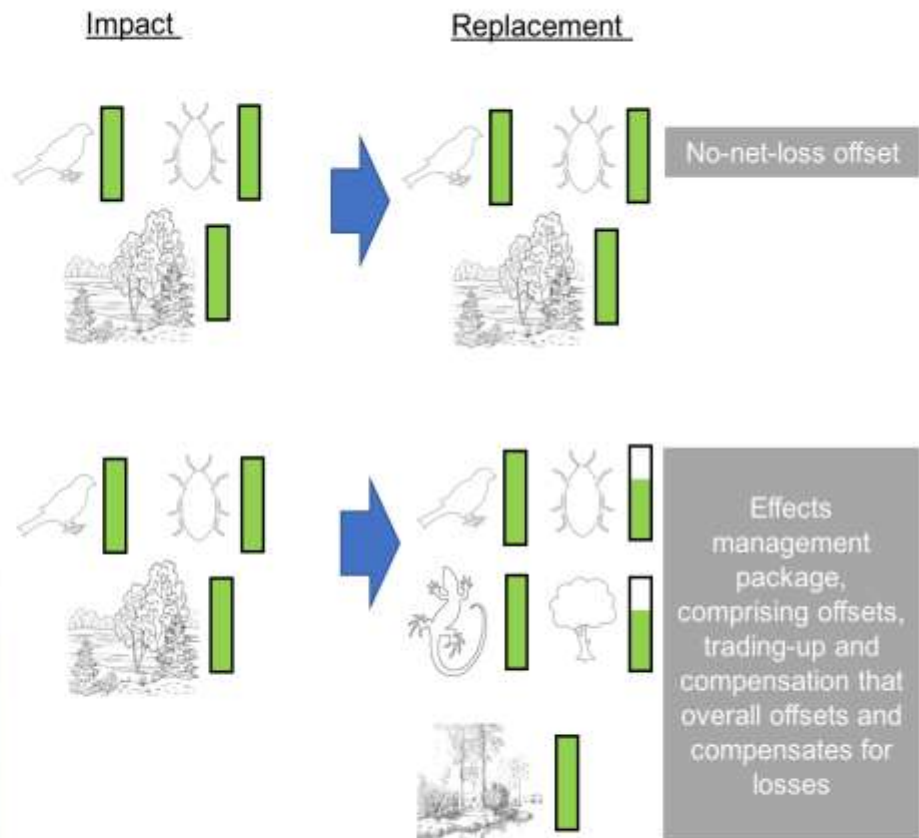 Impact
Replacement
No-net-loss offset
Effects
management
package,
comprising offsets,
trading-up and
compensation that
overall offsets and
compensates for
losses